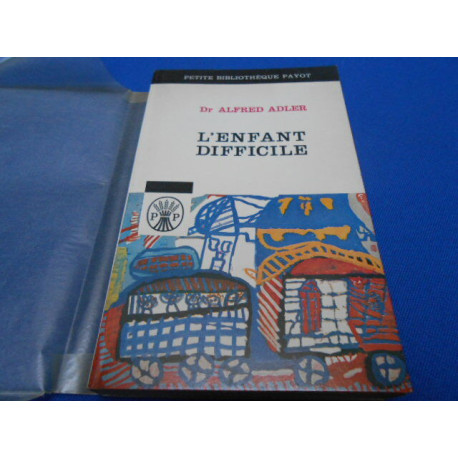 PETITE BIBLIOTHÈQUE PAYOT
Dr ALFRED ADLER
L'ENFANT
DIFFICILE
P P